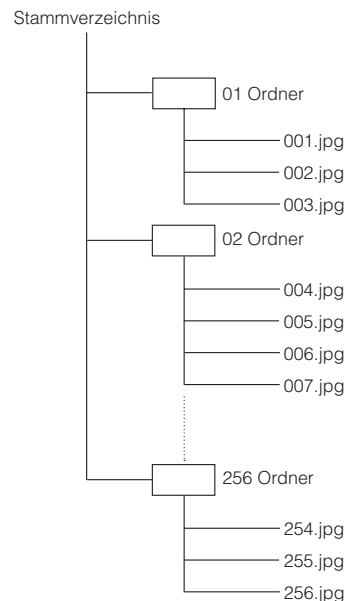 Stammverzeichnis
01 Ordner
001.jpg
002.jpg
003.jpg
02 Ordner
004.jpg
005.jpg
006.jpg
007.jpg
256 Ordner
254.jpg
255.jpg
256.jpg